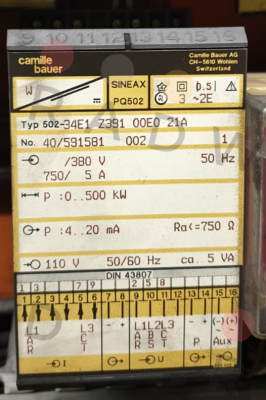 9 10 11 12 13 14 15 16
camille
bauer
Camille Bauer AG
CH-5610 Wohlen
Switzerland
W
SINEAX
PQ502
0.5
3 ~2E
Typ 502-34E1 Z391 00E0 21A
No. 40/591581 002 1
/380 V 50 Hz
750/ 5 A
P :0..500 kW
P :4..20 mA Ra<=750 Ω
110 V 50/60 Hz ca. 5 VA
DIN 43807
1 3 7 9 2 5 8
1 2 3 4 5 6 7 8 9 10 11 12 13 14 15 16
L1 L3 - + L1 L2 L3 - + (-) (+)
A C A B C P ~ ~
R T R S T Aux
I U